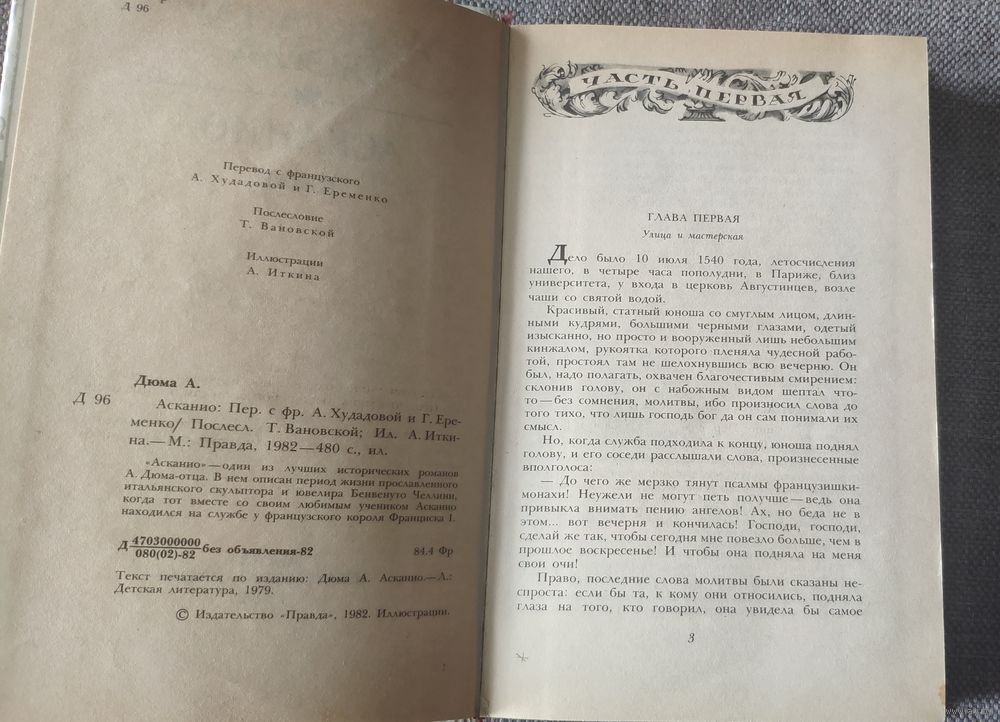 Д 96
Перевод с французского
А. Худадовой и Г. Еременко
Послесловие
Т. Вановской
Иллюстрации
А. Иткина
Дюма А.
Д 96
Асканио: Пер. с фр. А. Худадовой и Г. Ере-
менко/ Послесл. Т. Вановской; Ил. А. Итки-
на.— М.: Правда, 1982—480 с., ил.
«Асканио»—один из лучших исторических романов
А. Дюма-отца. В нем описан период жизни прославленного
итальянского скульптора и ювелира Бенвенуто Челлини,
когда тот вместе со своим любимым учеником Асканио
находился на службе у французского короля Франциска I.
Д 4703000000
080(02)-82 без объявления-82
84.4 Фр
Текст печатается по изданию: Дюма А. Асканио.—Л.:
Детская литература, 1979.
© Издательство «Правда», 1982. Иллюстрации.
ЧАСТЬ ПЕРВАЯ
ГЛАВА ПЕРВАЯ
Улица и мастерская
Дело было 10 июля 1540 года, летосчисления
нашего, в четыре часа пополудни, в Париже, близ
университета, у входа в церковь Августинцев, возле
чаши со святой водой.
Красивый, статный юноша со смуглым лицом, длин-
ными кудрями, большими черными глазами, одетый
изысканно, но просто и вооруженный лишь небольшим
кинжалом, рукоятка которого пленяла чудесной рабо-
той, простоял там не шелохнувшись всю вечерню. Он
был, надо полагать, охвачен благочестивым смирением:
склонив голову, он с набожным видом шептал что-
то—без сомнения, молитвы, ибо произносил слова до
того тихо, что лишь господь бог да он сам понимали их
смысл.
Но, когда служба подходила к концу, юноша поднял
голову, и его соседи расслышали слова, произнесенные
вполголоса:
— До чего же мерзко тянут псалмы французишки-
монахи! Неужели не могут петь получше—ведь она
привыкла внимать пению ангелов! Ах, но беда не в
этом... вот вечерня и кончилась! Господи, господи,
сделай же так, чтобы сегодня мне повезло больше, чем в
прошлое воскресенье! И чтобы она подняла на меня
свои очи!
Право, последние слова молитвы были сказаны не-
спроста: если бы та, к кому они относились, подняла
глаза на того, кто говорил, она увидела бы самое
3